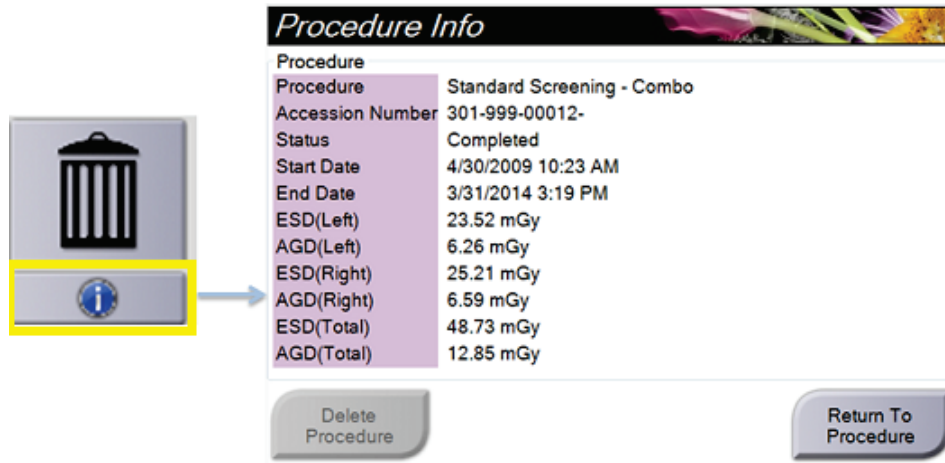 Procedure Info
Procedure
Procedure Standard Screening - Combo
Accession Number 301-999-00012-
Status Completed
Start Date 4/30/2009 10:23 AM
End Date 3/31/2014 3:19 PM
ESD(Left) 23.52 mGy
AGD(Left) 6.26 mGy
ESD(Right) 25.21 mGy
AGD(Right) 6.59 mGy
ESD(Total) 48.73 mGy
AGD(Total) 12.85 mGy
Delete
Procedure
Return To
Procedure